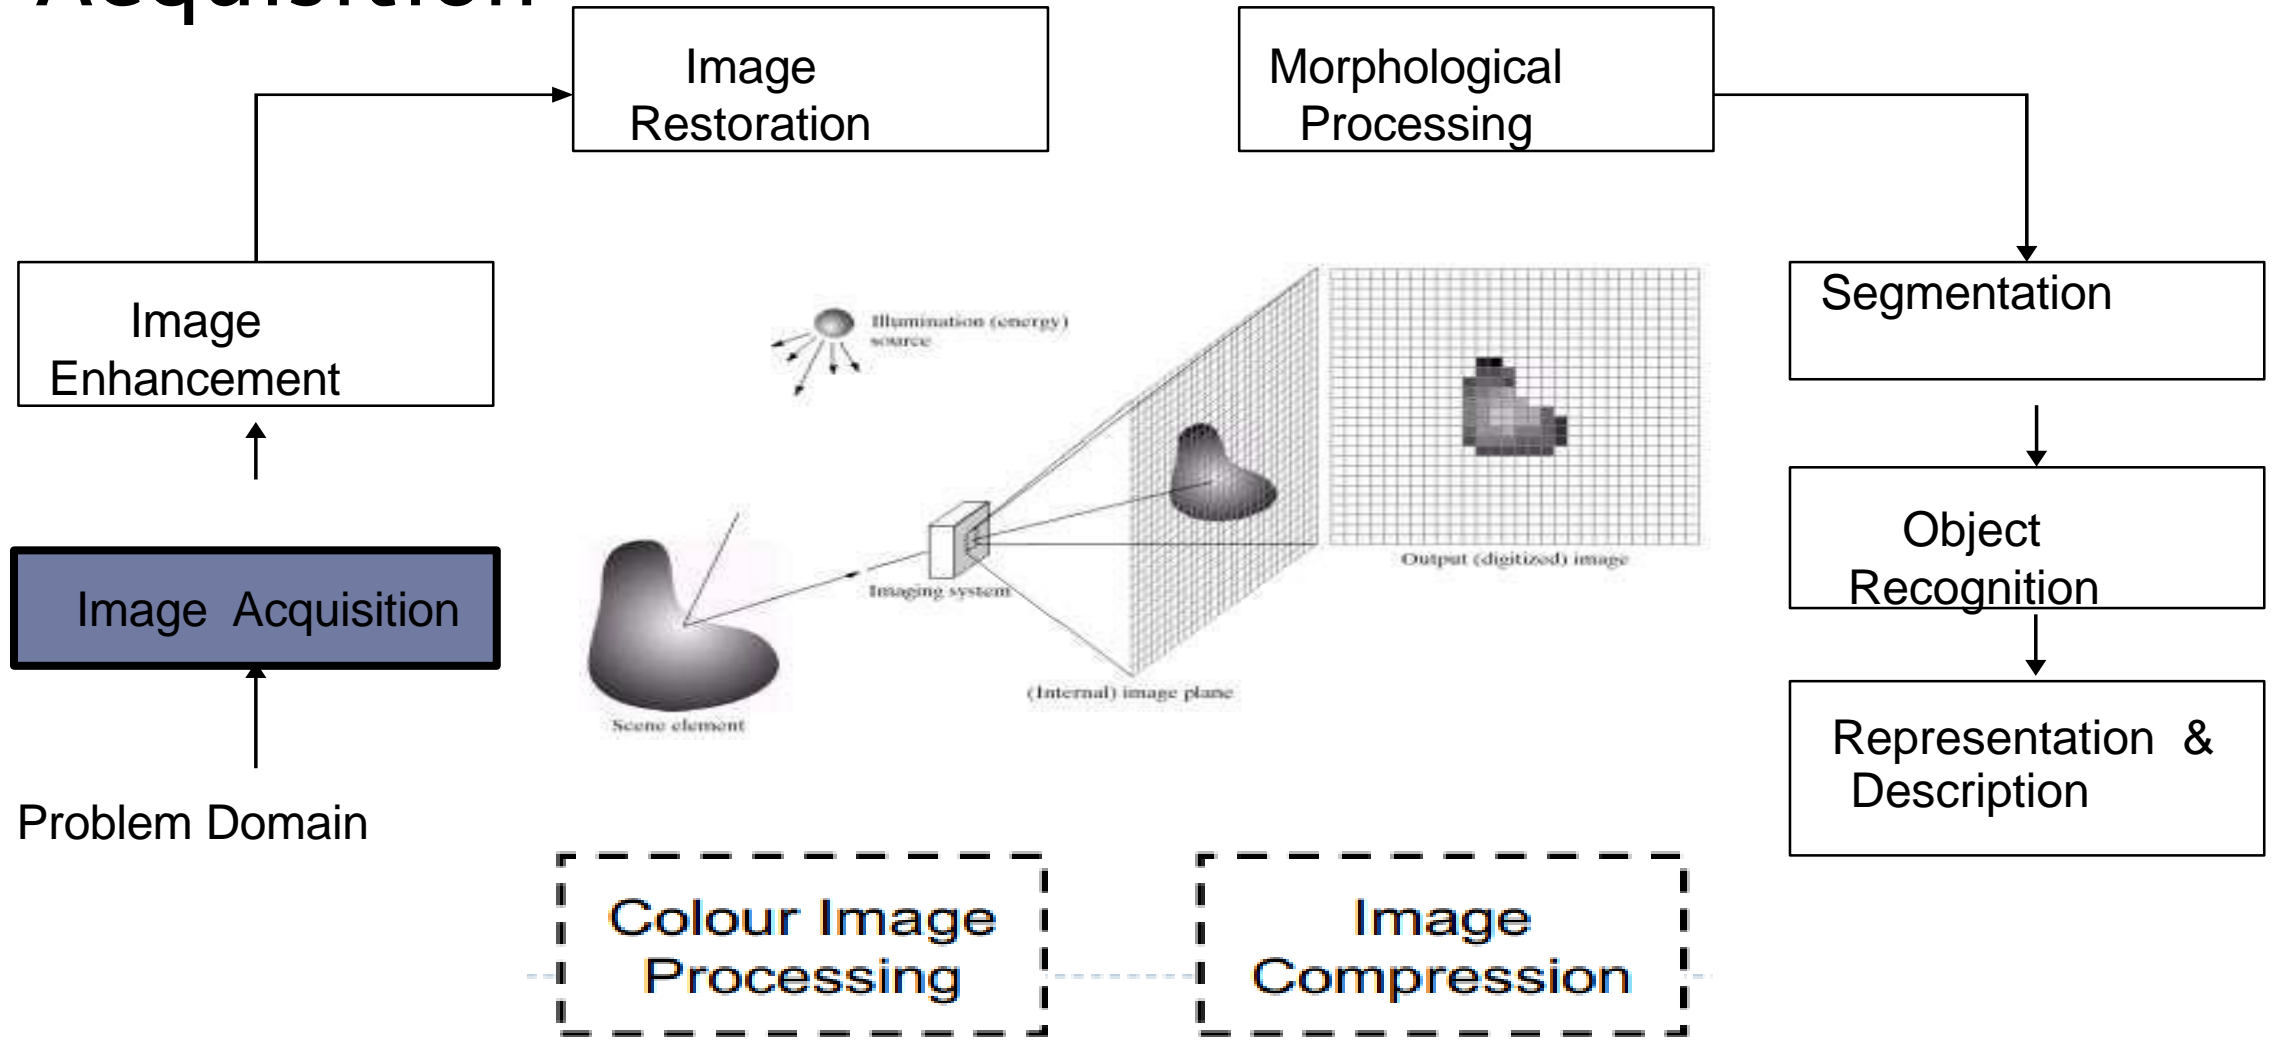 Acquisition
Image
Restoration
Morphological
Processing
Image
Enhancement
Illumination (energy)
source
Segmentation
Output (digitized) image
Object
Recognition
Imaging system
Image Acquisition
(Internal) image plane
Scene element
Representation &
Description
Problem Domain
Colour Image
Processing
Image
Compression